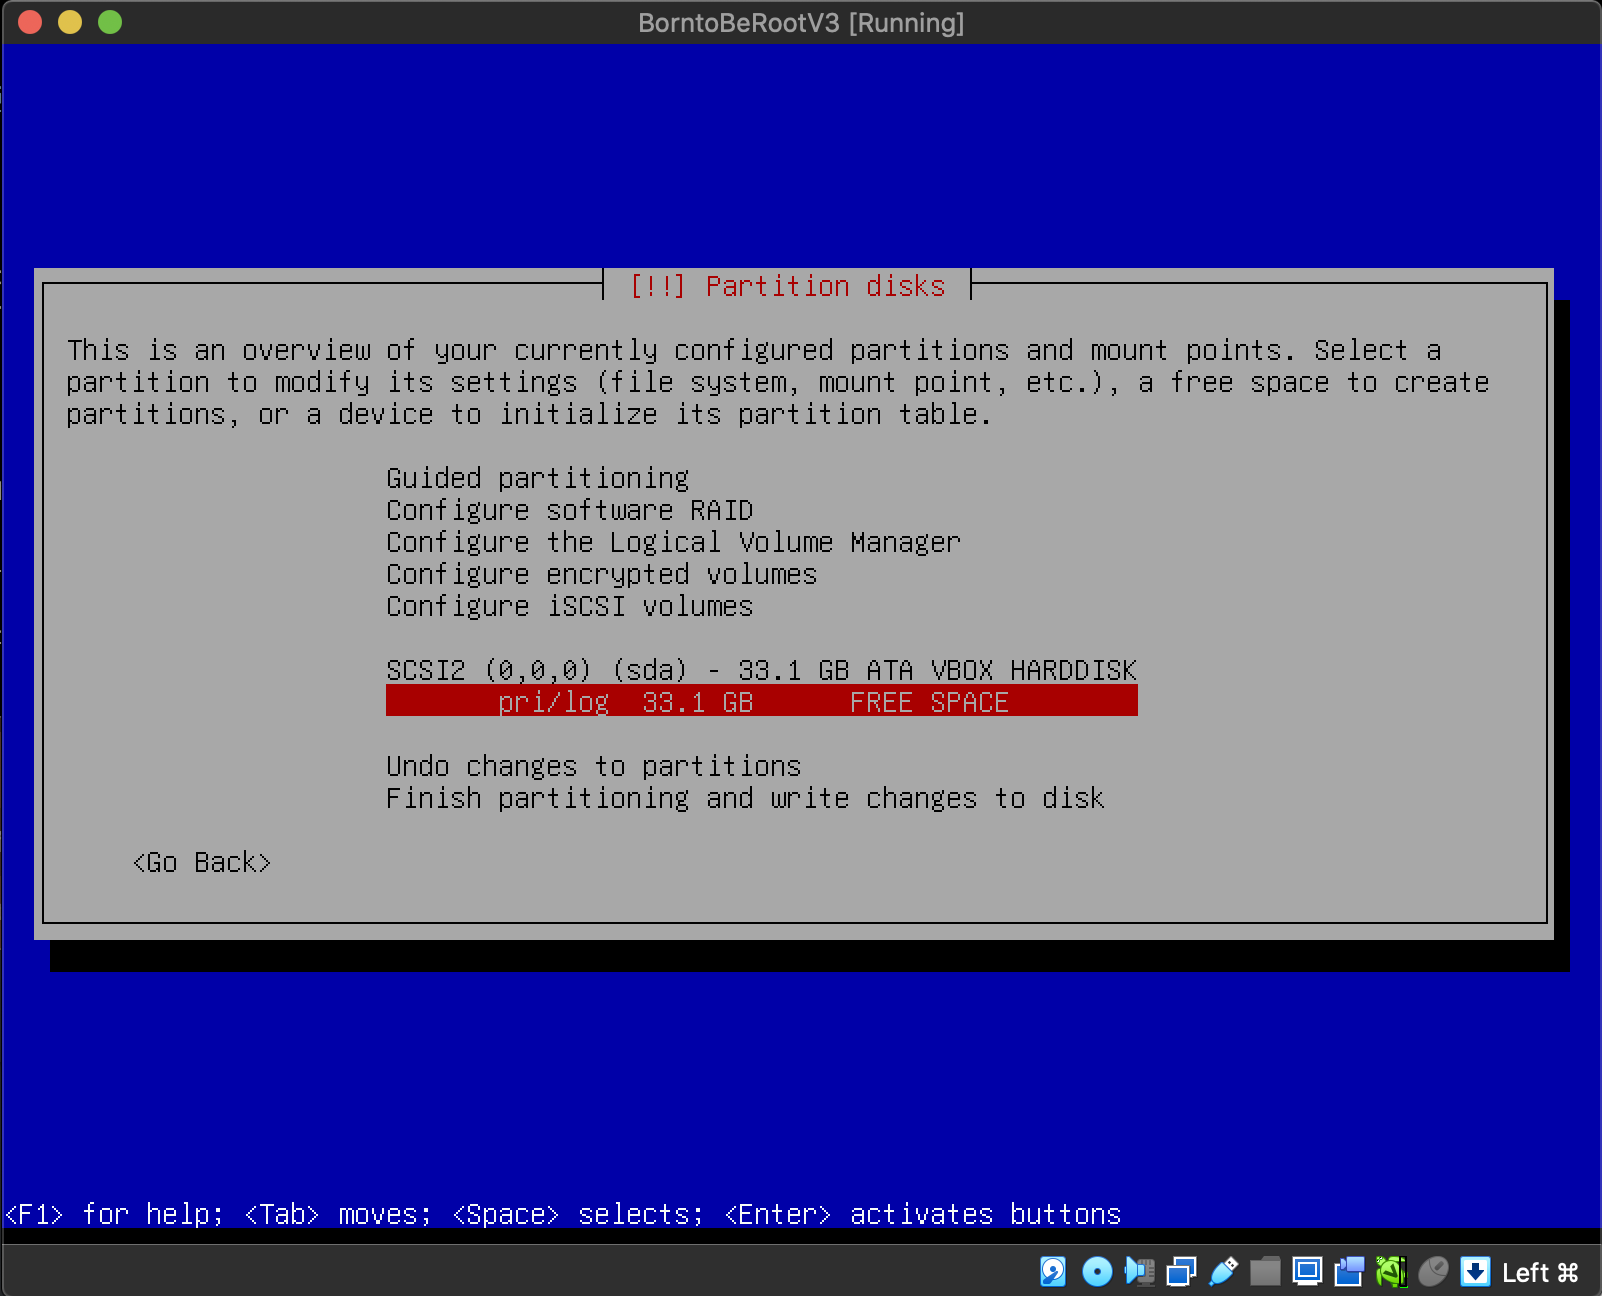 BorntoBeRootV3 [Running]
[!!] Partition disks
This is an overview of your currently configured partitions and mount points. Select a
partition to modify its settings (file system, mount point, etc.), a free space to create
partitions, or a device to initialize its partition table.
Guided partitioning
Configure software RAID
Configure the Logical Volume Manager
Configure encrypted volumes
Configure iSCSI volumes
SCSI2 (0,0,0) (sda) - 33.1 GB ATA VBOX HARDDISK
pri/log 33.1 GB FREE SPACE
Undo changes to partitions
Finish partitioning and write changes to disk
<Go Back>
<F1> for help; <Tab> moves; <Space> selects; <Enter> activates buttons
Left ⌘